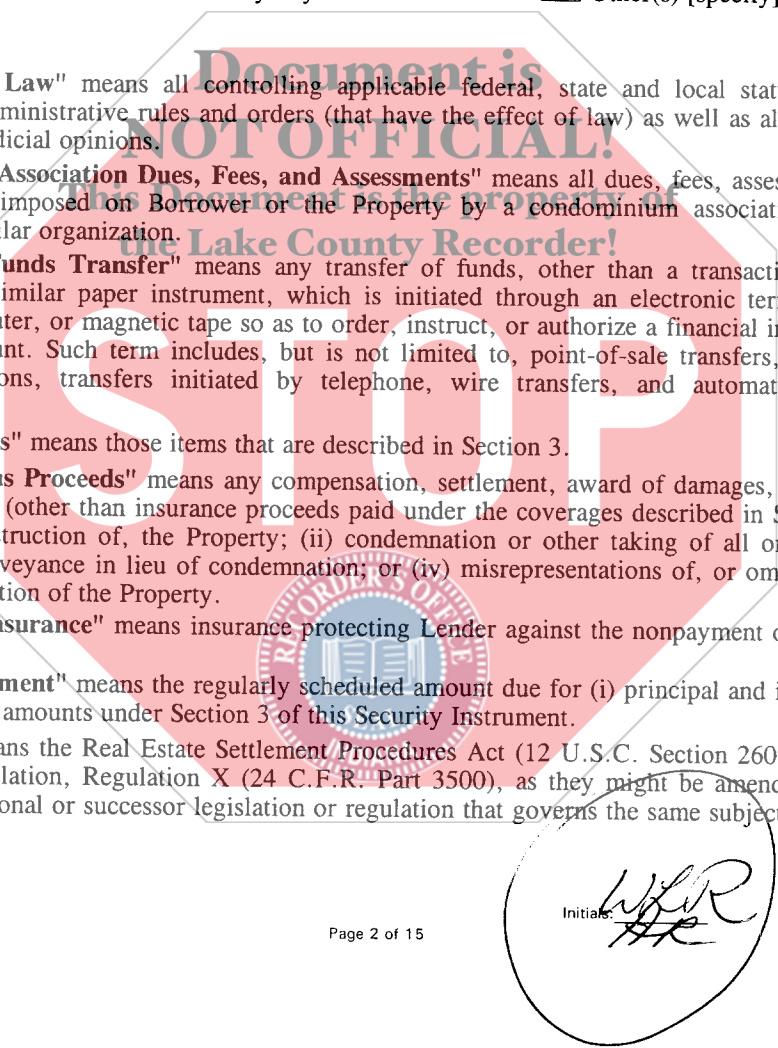 Other(s) [specify]
Document is
Law" means all controlling applicable federal, state and local stat
ministrative rules and orders (that have the effect of law) as well as al
dicial opinions.
NOT OFFICIAL!
Association Dues, Fees, and Assessments" means all dues, fees, asses
This Document is the property of
imposed on Borrower or the Property by a condominium associat
lar organization.
the Lake County Recorder!
unds Transfer" means any transfer of funds, other than a transacti
imilar paper instrument, which is initiated through an electronic ter
ter, or magnetic tape so as to order, instruct, or authorize a financial i
unt. Such term includes, but is not limited to, point-of-sale transfers,
ons, transfers initiated by telephone, wire transfers, and automat
STOP
s" means those items that are described in Section 3.
s Proceeds" means any compensation, settlement, award of damages,
(other than insurance proceeds paid under the coverages described in S
struction of, the Property; (ii) condemnation or other taking of all o
veyance in lieu of condemnation; or (iv) misrepresentations of, or om
tion of the Property.
RECORDER'S OFFICE
nsurance" means insurance protecting Lender against the nonpayment o
ment" means the regularly scheduled amount due for (i) principal and i
amounts under Section 3 of this Security Instrument.
SEAL
ans the Real Estate Settlement Procedures Act (12 U.S.C. Section 260
lation, Regulation X (24 C.F.R. Part 3500), as they might be amend
onal or successor legislation or regulation that governs the same subject
Initials: WLR
HR
Page 2 of 15